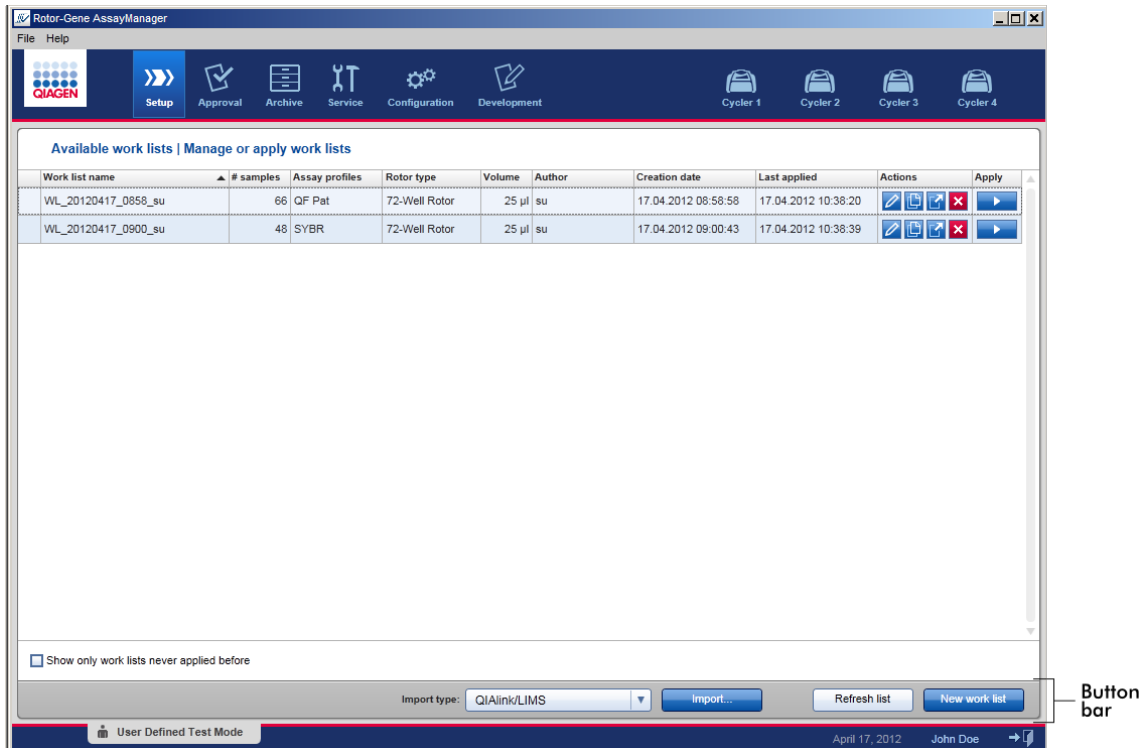 Rotor-Gene AssayManager
File Help
QIAGEN
Setup Approval Archive Service Configuration Development Cycler 1 Cycler 2 Cycler 3 Cycler 4
Available work lists | Manage or apply work lists
Work list name # samples Assay profiles Rotor type Volume Author Creation date Last applied Actions Apply
WL_20120417_0858_su 66 QF Pat 72-Well Rotor 25 µl su 17.04.2012 08:58:58 17.04.2012 10:38:20
WL_20120417_0900_su 48 SYBR 72-Well Rotor 25 µl su 17.04.2012 09:00:43 17.04.2012 10:38:39
Show only work lists never applied before
Import type: QIAlink/LIMS Import... Refresh list New work list
Button
bar
User Defined Test Mode April 17, 2012 John Doe